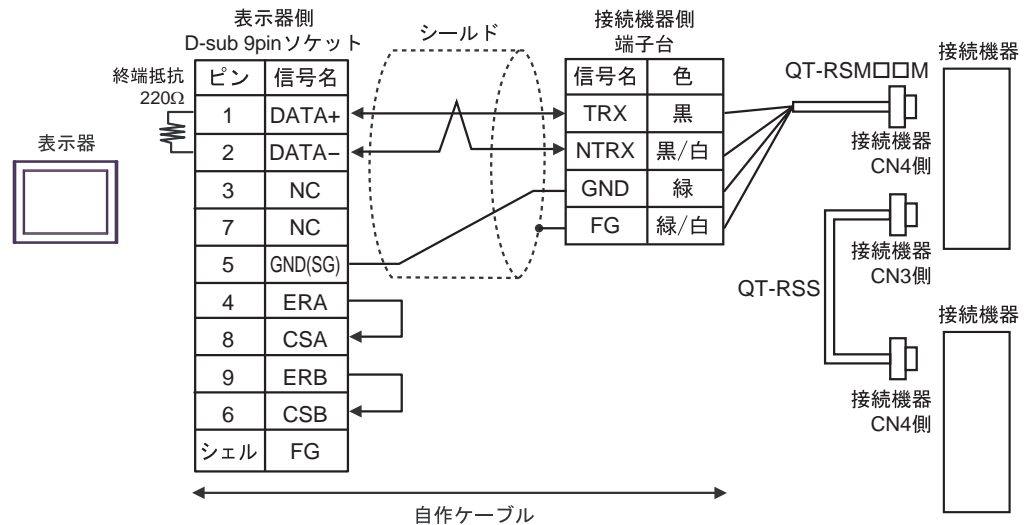 表示器側
D-sub 9pinソケット
シールド
接続機器側
端子台
終端抵抗
220Ω
ピン 信号名
1 DATA+
2 DATA−
3 NC
7 NC
5 GND(SG)
4 ERA
8 CSA
9 ERB
6 CSB
シェル FG
信号名 色
TRX 黒
NTRX 黒/白
GND 緑
FG 緑/白
表示器
QT-RSM□□M
接続機器
接続機器
CN4側
接続機器
CN3側
QT-RSS
接続機器
接続機器
CN4側
自作ケーブル